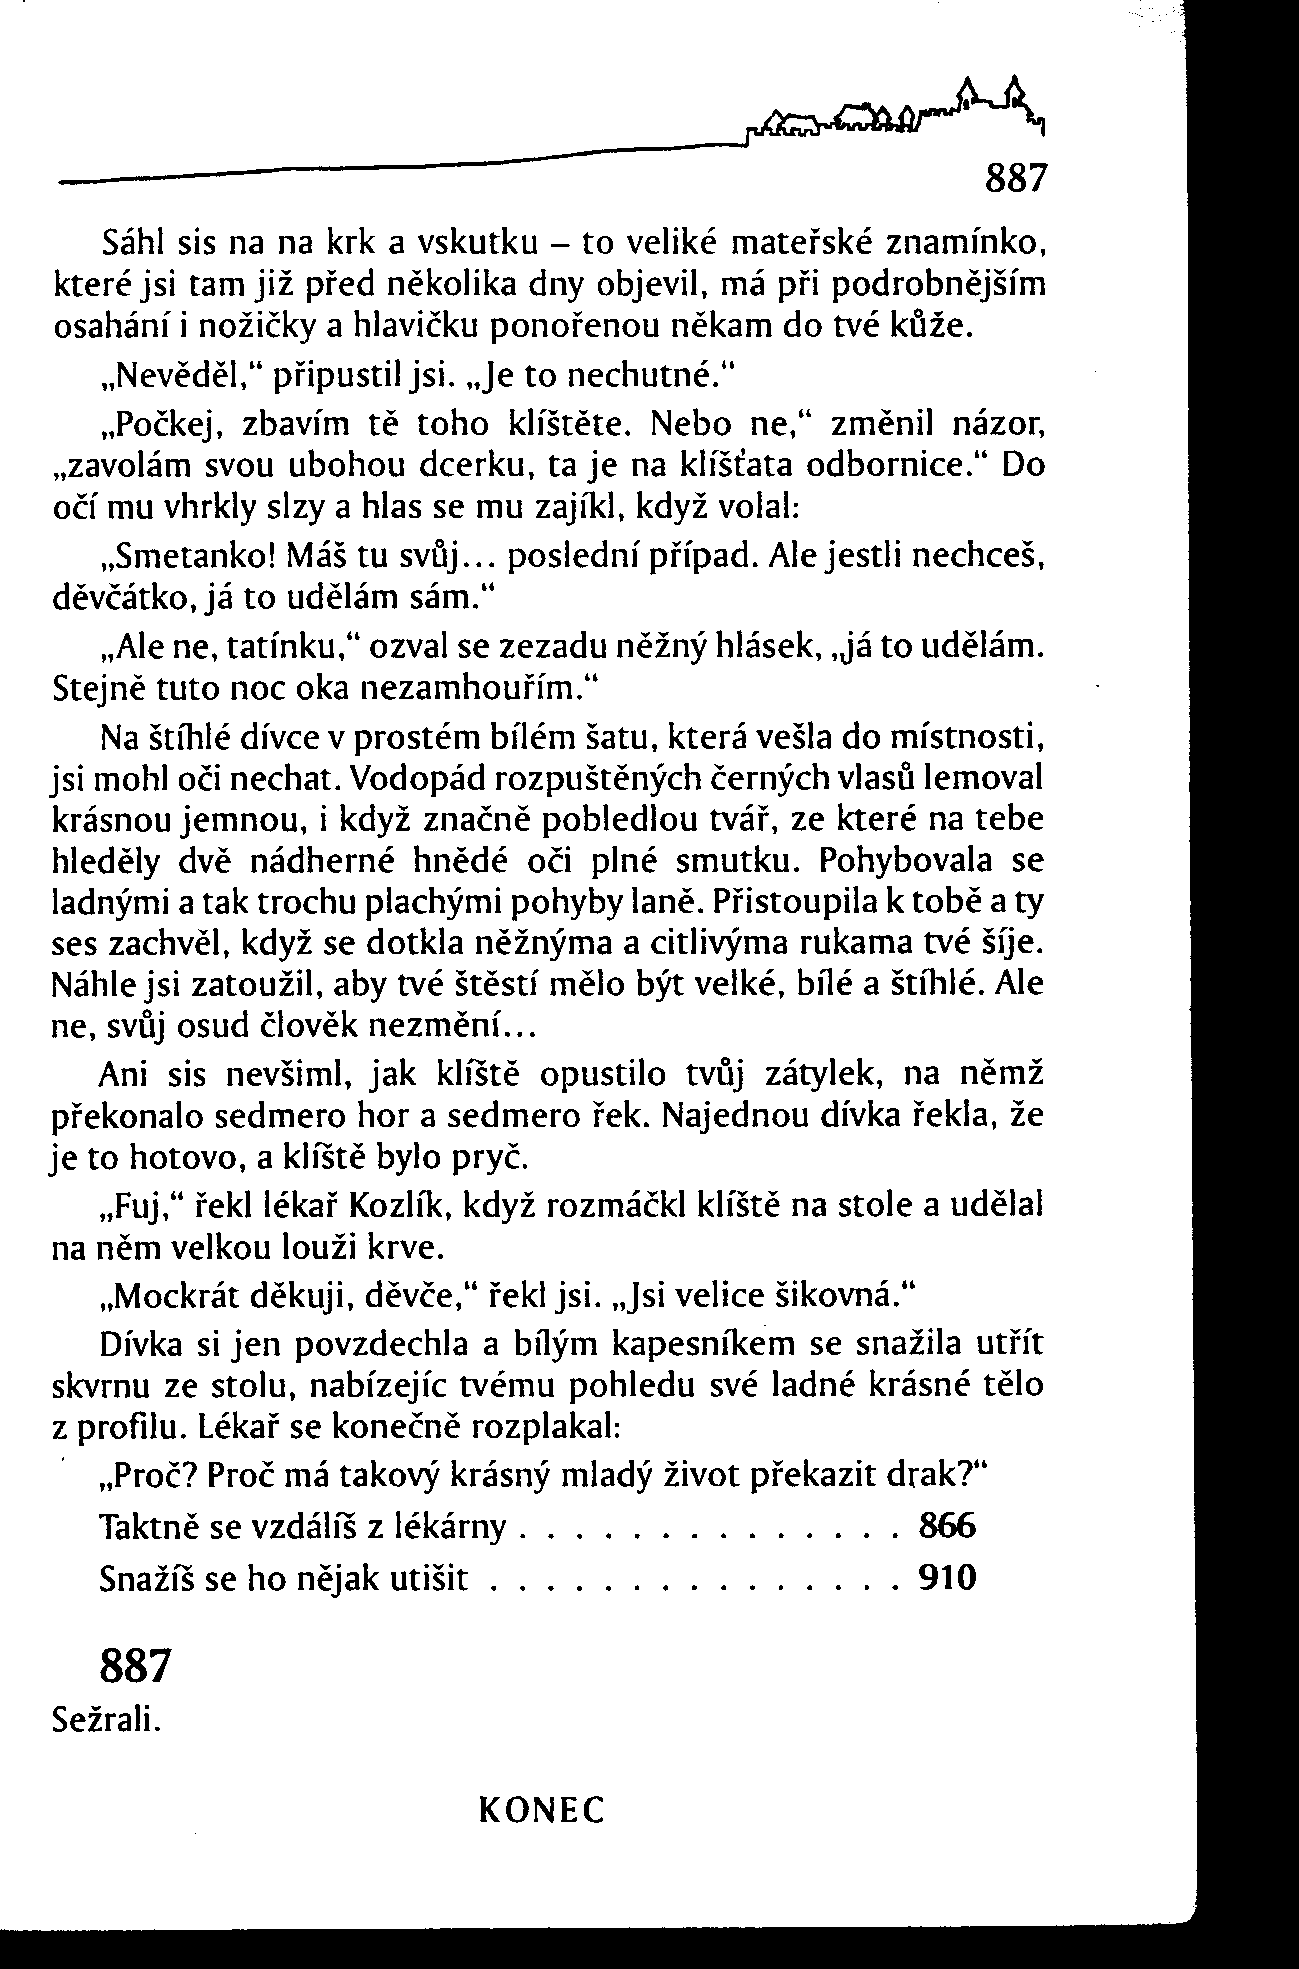 887
Sáhl sis na na krk a vskutku – to veliké mateřské znamínko,
které jsi tam již před několika dny objevil, má při podrobnějším
osahání i nožičky a hlavičku ponořenou někam do tvé kůže.
„Nevěděl,“ připustil jsi. „Je to nechutné.“
„Počkej, zbavím tě toho klíštěte. Nebo ne,“ změnil názor,
„zavolám svou ubohou dcerku, ta je na klíšťata odbornice.“ Do
očí mu vhrkly slzy a hlas se mu zajíkl, když volal:
„Smetanko! Máš tu svůj... poslední případ. Ale jestli nechceš,
děvčátko, já to udělám sám.“
„Ale ne, tatínku,“ ozval se zezadu něžný hlásek, „já to udělám.
Stejně tuto noc oka nezamhouřím.“
Na štíhlé dívce v prostém bílém šatu, která vešla do místnosti,
jsi mohl oči nechat. Vodopád rozpuštěných černých vlasů lemoval
krásnou jemnou, i když značně pobledlou tvář, ze které na tebe
hleděly dvě nádherné hnědé oči plné smutku. Pohybovala se
ladnými a tak trochu plachými pohyby laně. Přistoupila k tobě a ty
ses zachvěl, když se dotkla něžnýma a citlivýma rukama tvé šíje.
Náhle jsi zatoužil, aby tvé štěstí mělo být velké, bílé a štíhlé. Ale
ne, svůj osud člověk nezmění...
Ani sis nevšiml, jak klíště opustilo tvůj zátylek, na němž
překonalo sedmero hor a sedmero řek. Najednou dívka řekla, že
je to hotovo, a klíště bylo pryč.
„Fuj,“ řekl lékař Kozlík, když rozmáčkl klíště na stole a udělal
na něm velkou louži krve.
„Mockrát děkuji, děvče,“ řekl jsi. „Jsi velice šikovná.“
Dívka si jen povzdechla a bílým kapesníkem se snažila utřít
skvrnu ze stolu, nabízejíc tvému pohledu své ladné krásné tělo
z profilu. Lékař se konečně rozplakal:
„Proč? Proč má takový krásný mladý život překazit drak?“
Taktně se vzdálíš z lékárny . . . . . . . . . . . . . . 866
Snažíš se ho nějak utišit . . . . . . . . . . . . . . . 910
887
Sežrali.
KONEC